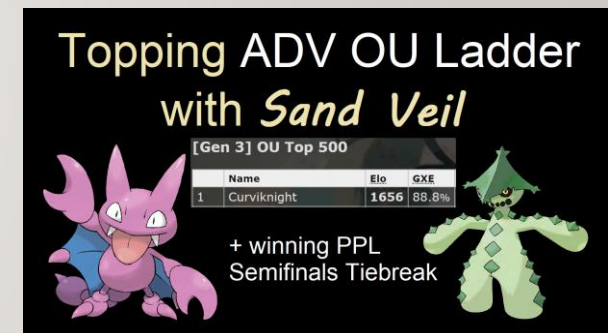 Topping ADV OU Ladder
with Sand Veil
[Gen 3] OU Top 500
Name Elo GXE
1 Curviknight 1656 88.8%
+ winning PPL
Semifinals Tiebreak